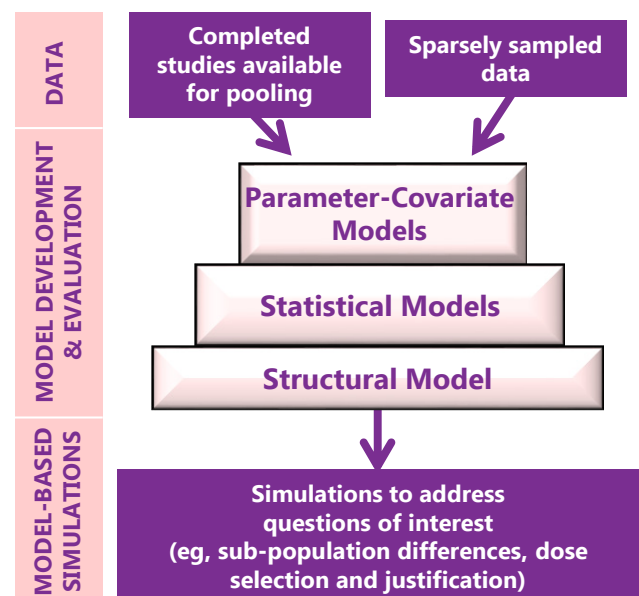 DATA
Completed
studies available
for pooling
Sparsely sampled
data
MODEL DEVELOPMENT
& EVALUATION
Parameter-Covariate
Models
Statistical Models
Structural Model
MODEL-BASED
SIMULATIONS
Simulations to address
questions of interest
(eg, sub-population differences, dose
selection and justification)